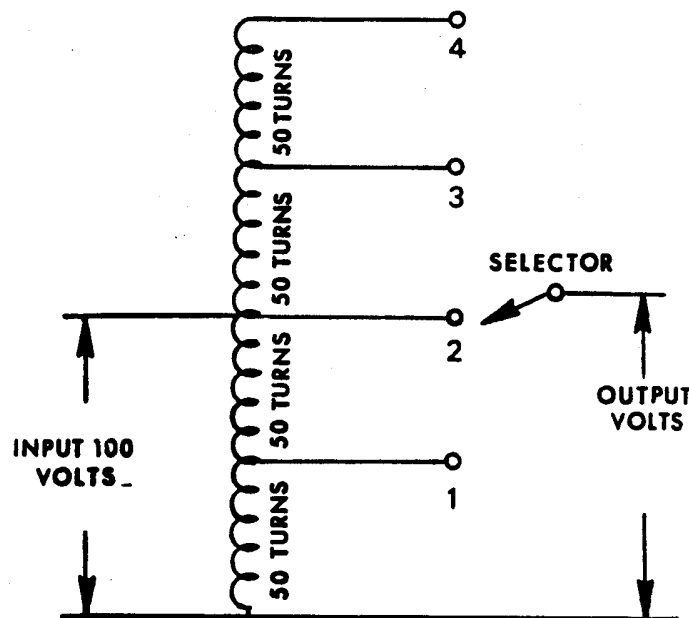 4
50 TURNS
3
50 TURNS
SELECTOR
2
50 TURNS
OUTPUT
VOLTS
INPUT 100
VOLTS
1
50 TURNS